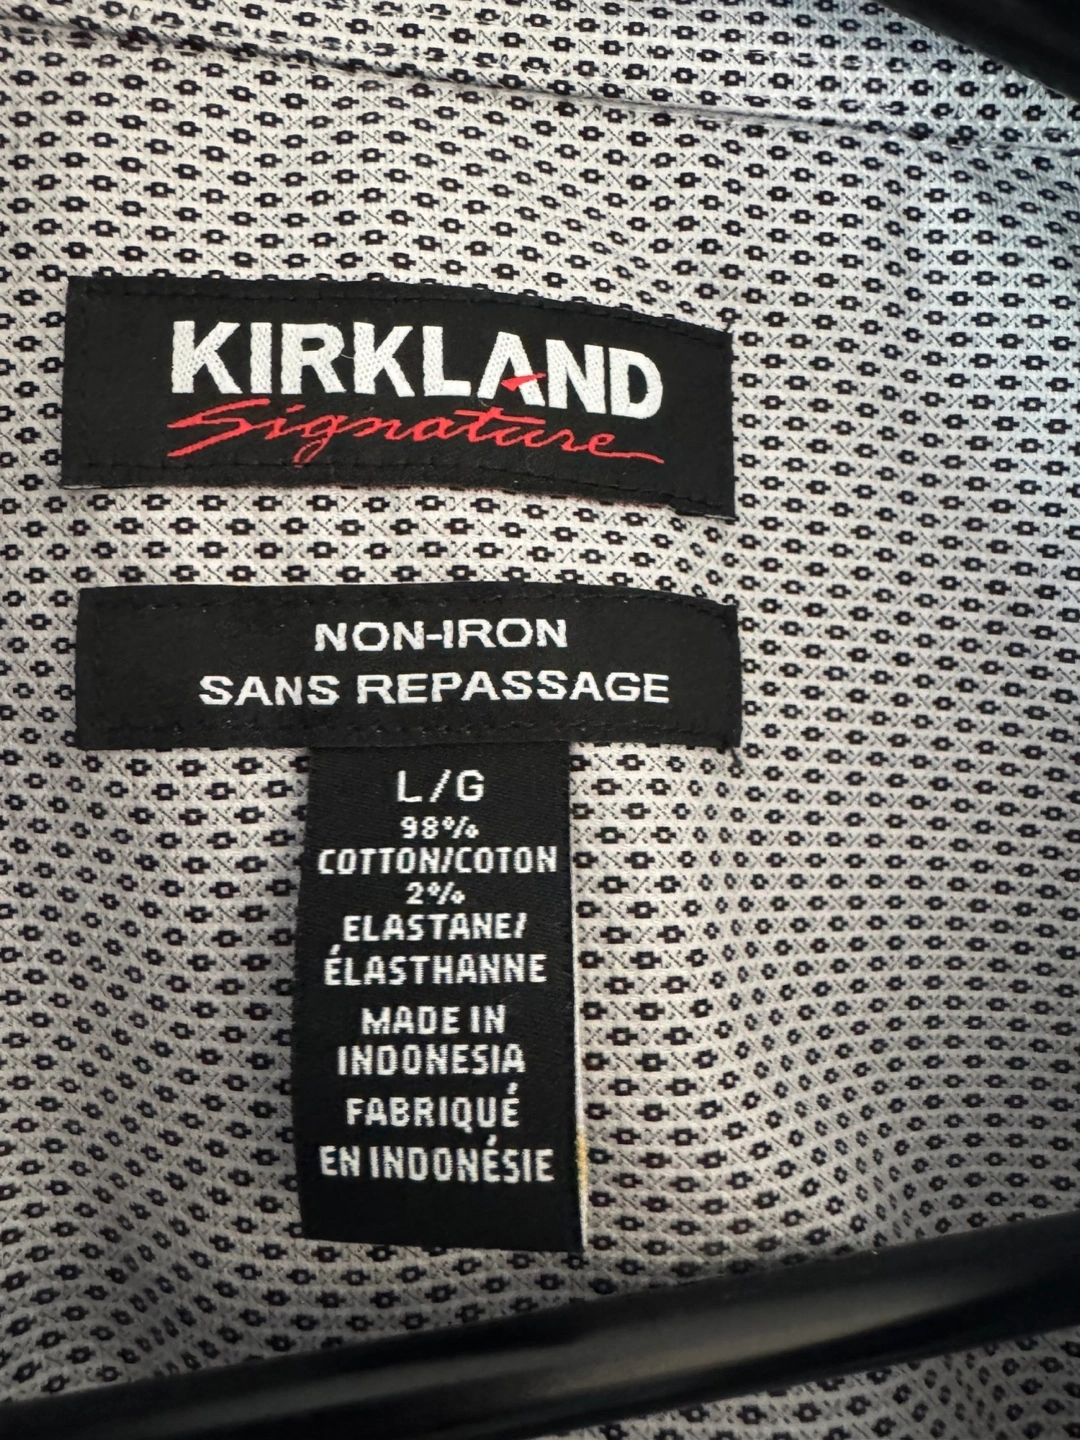 KIRKLAND
Signature
NON-IRON
SANS REPASSAGE
L/G
98%
COTTON/COTON
2%
ELASTANE/
ÉLASTHANNE
MADE IN
INDONESIA
FABRIQUÉ
EN INDONÉSIE